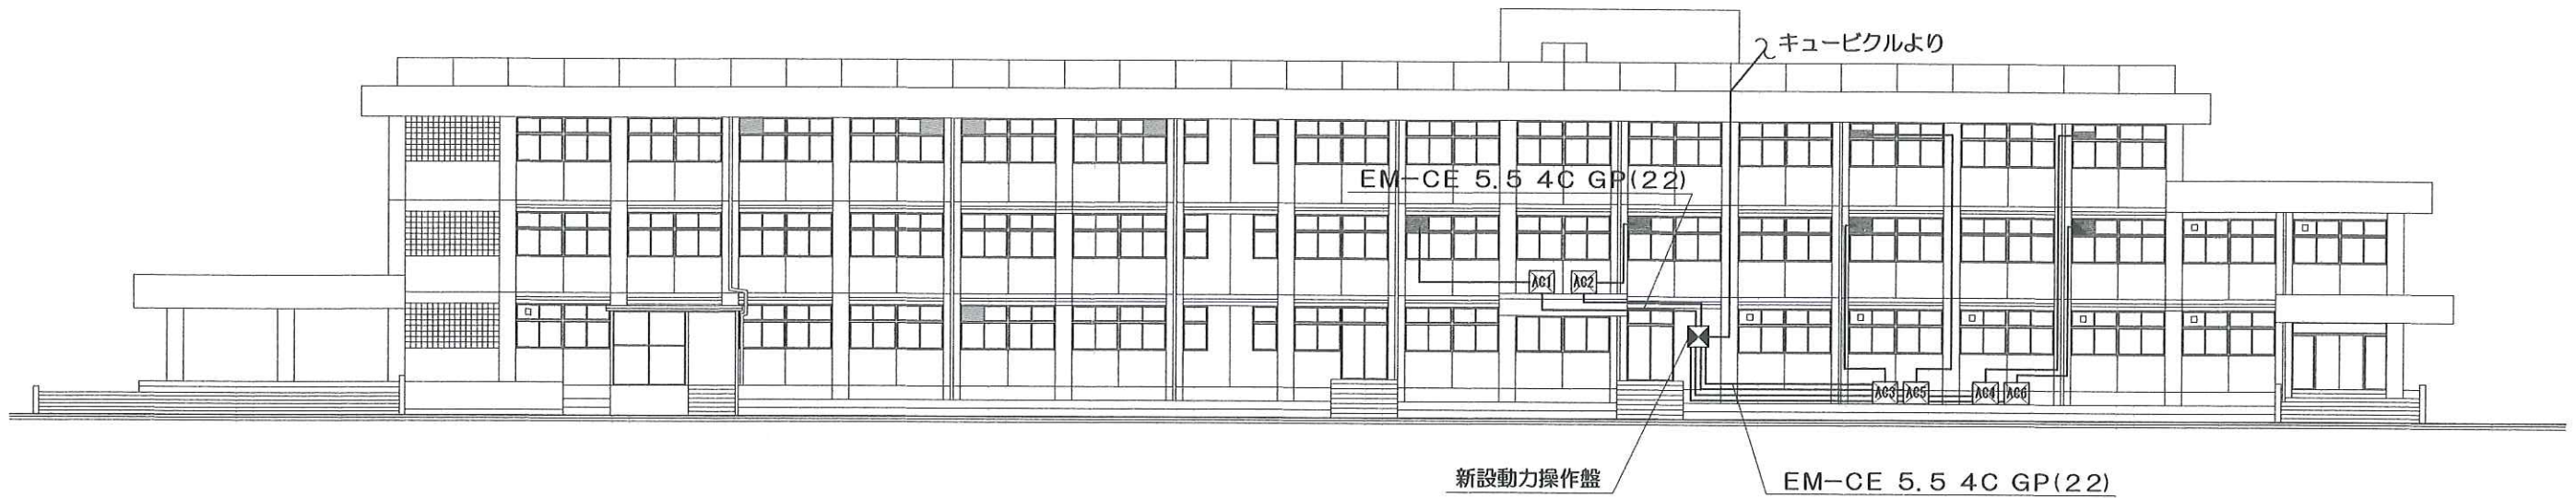 キュービクルより
EM-CE 5.5 4C GP(22)
AC1 AC2
AC3 AC5 AC4 AC6
新設動力操作盤
EM-CE 5.5 4C GP(22)